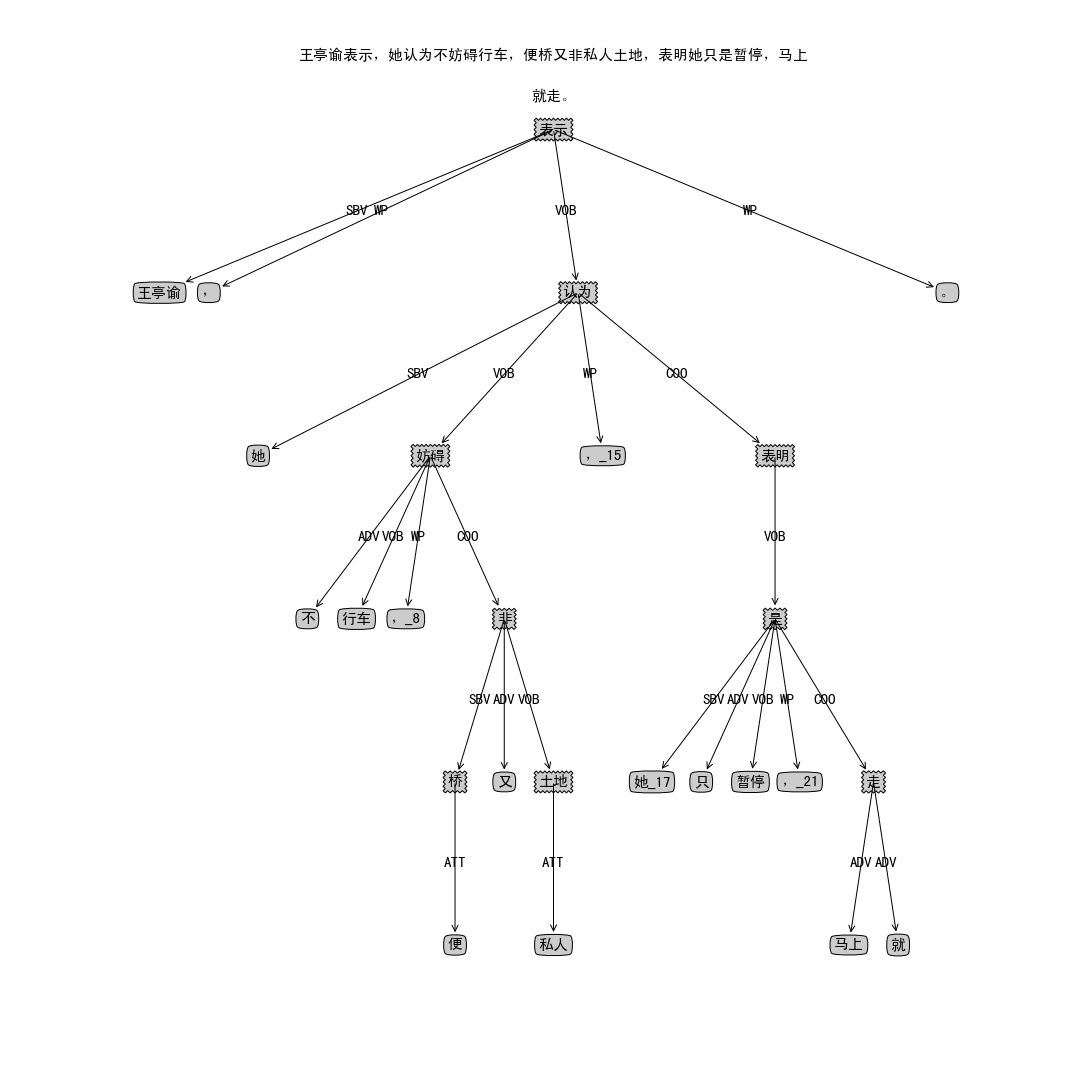 王亭谕表示，她认为不妨碍行车，便桥又非私人土地，表明她只是暂停，马上
就走。
表示
SBV WP VOB WP
王亭谕 ， 认为 。
SBV VOB WP COO
她 妨碍 ，_15 表明
ADV VOB WP COO VOB
不 行车 ，_8 非 是
SBV ADV VOB SBV ADV VOB WP COO
桥 又 土地 她_17 只 暂停 ，_21 走
ATT ATT ADV ADV
便 私人 马上 就